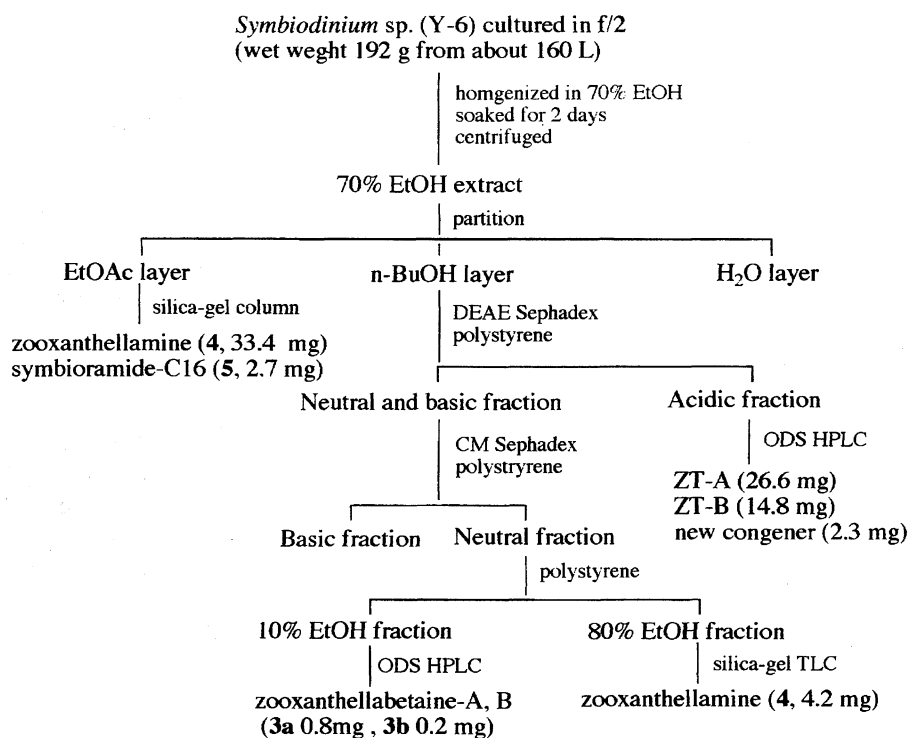 Symbiodinium sp. (Y-6) cultured in f/2
(wet weght 192 g from about 160 L)
homgenized in 70% EtOH
soaked for 2 days
centrifuged
70% EtOH extract
partition
EtOAc layer
n-BuOH layer
H2O layer
silica-gel column
DEAE Sephadex
polystyrene
zooxanthellamine (4, 33.4 mg)
symbioramide-C16 (5, 2.7 mg)
Neutral and basic fraction
Acidic fraction
CM Sephadex
polystryrene
ODS HPLC
ZT-A (26.6 mg)
ZT-B (14.8 mg)
new congener (2.3 mg)
Basic fraction
Neutral fraction
polystyrene
10% EtOH fraction
80% EtOH fraction
ODS HPLC
silica-gel TLC
zooxanthellabetaine-A, B
(3a 0.8mg , 3b 0.2 mg)
zooxanthellamine (4, 4.2 mg)